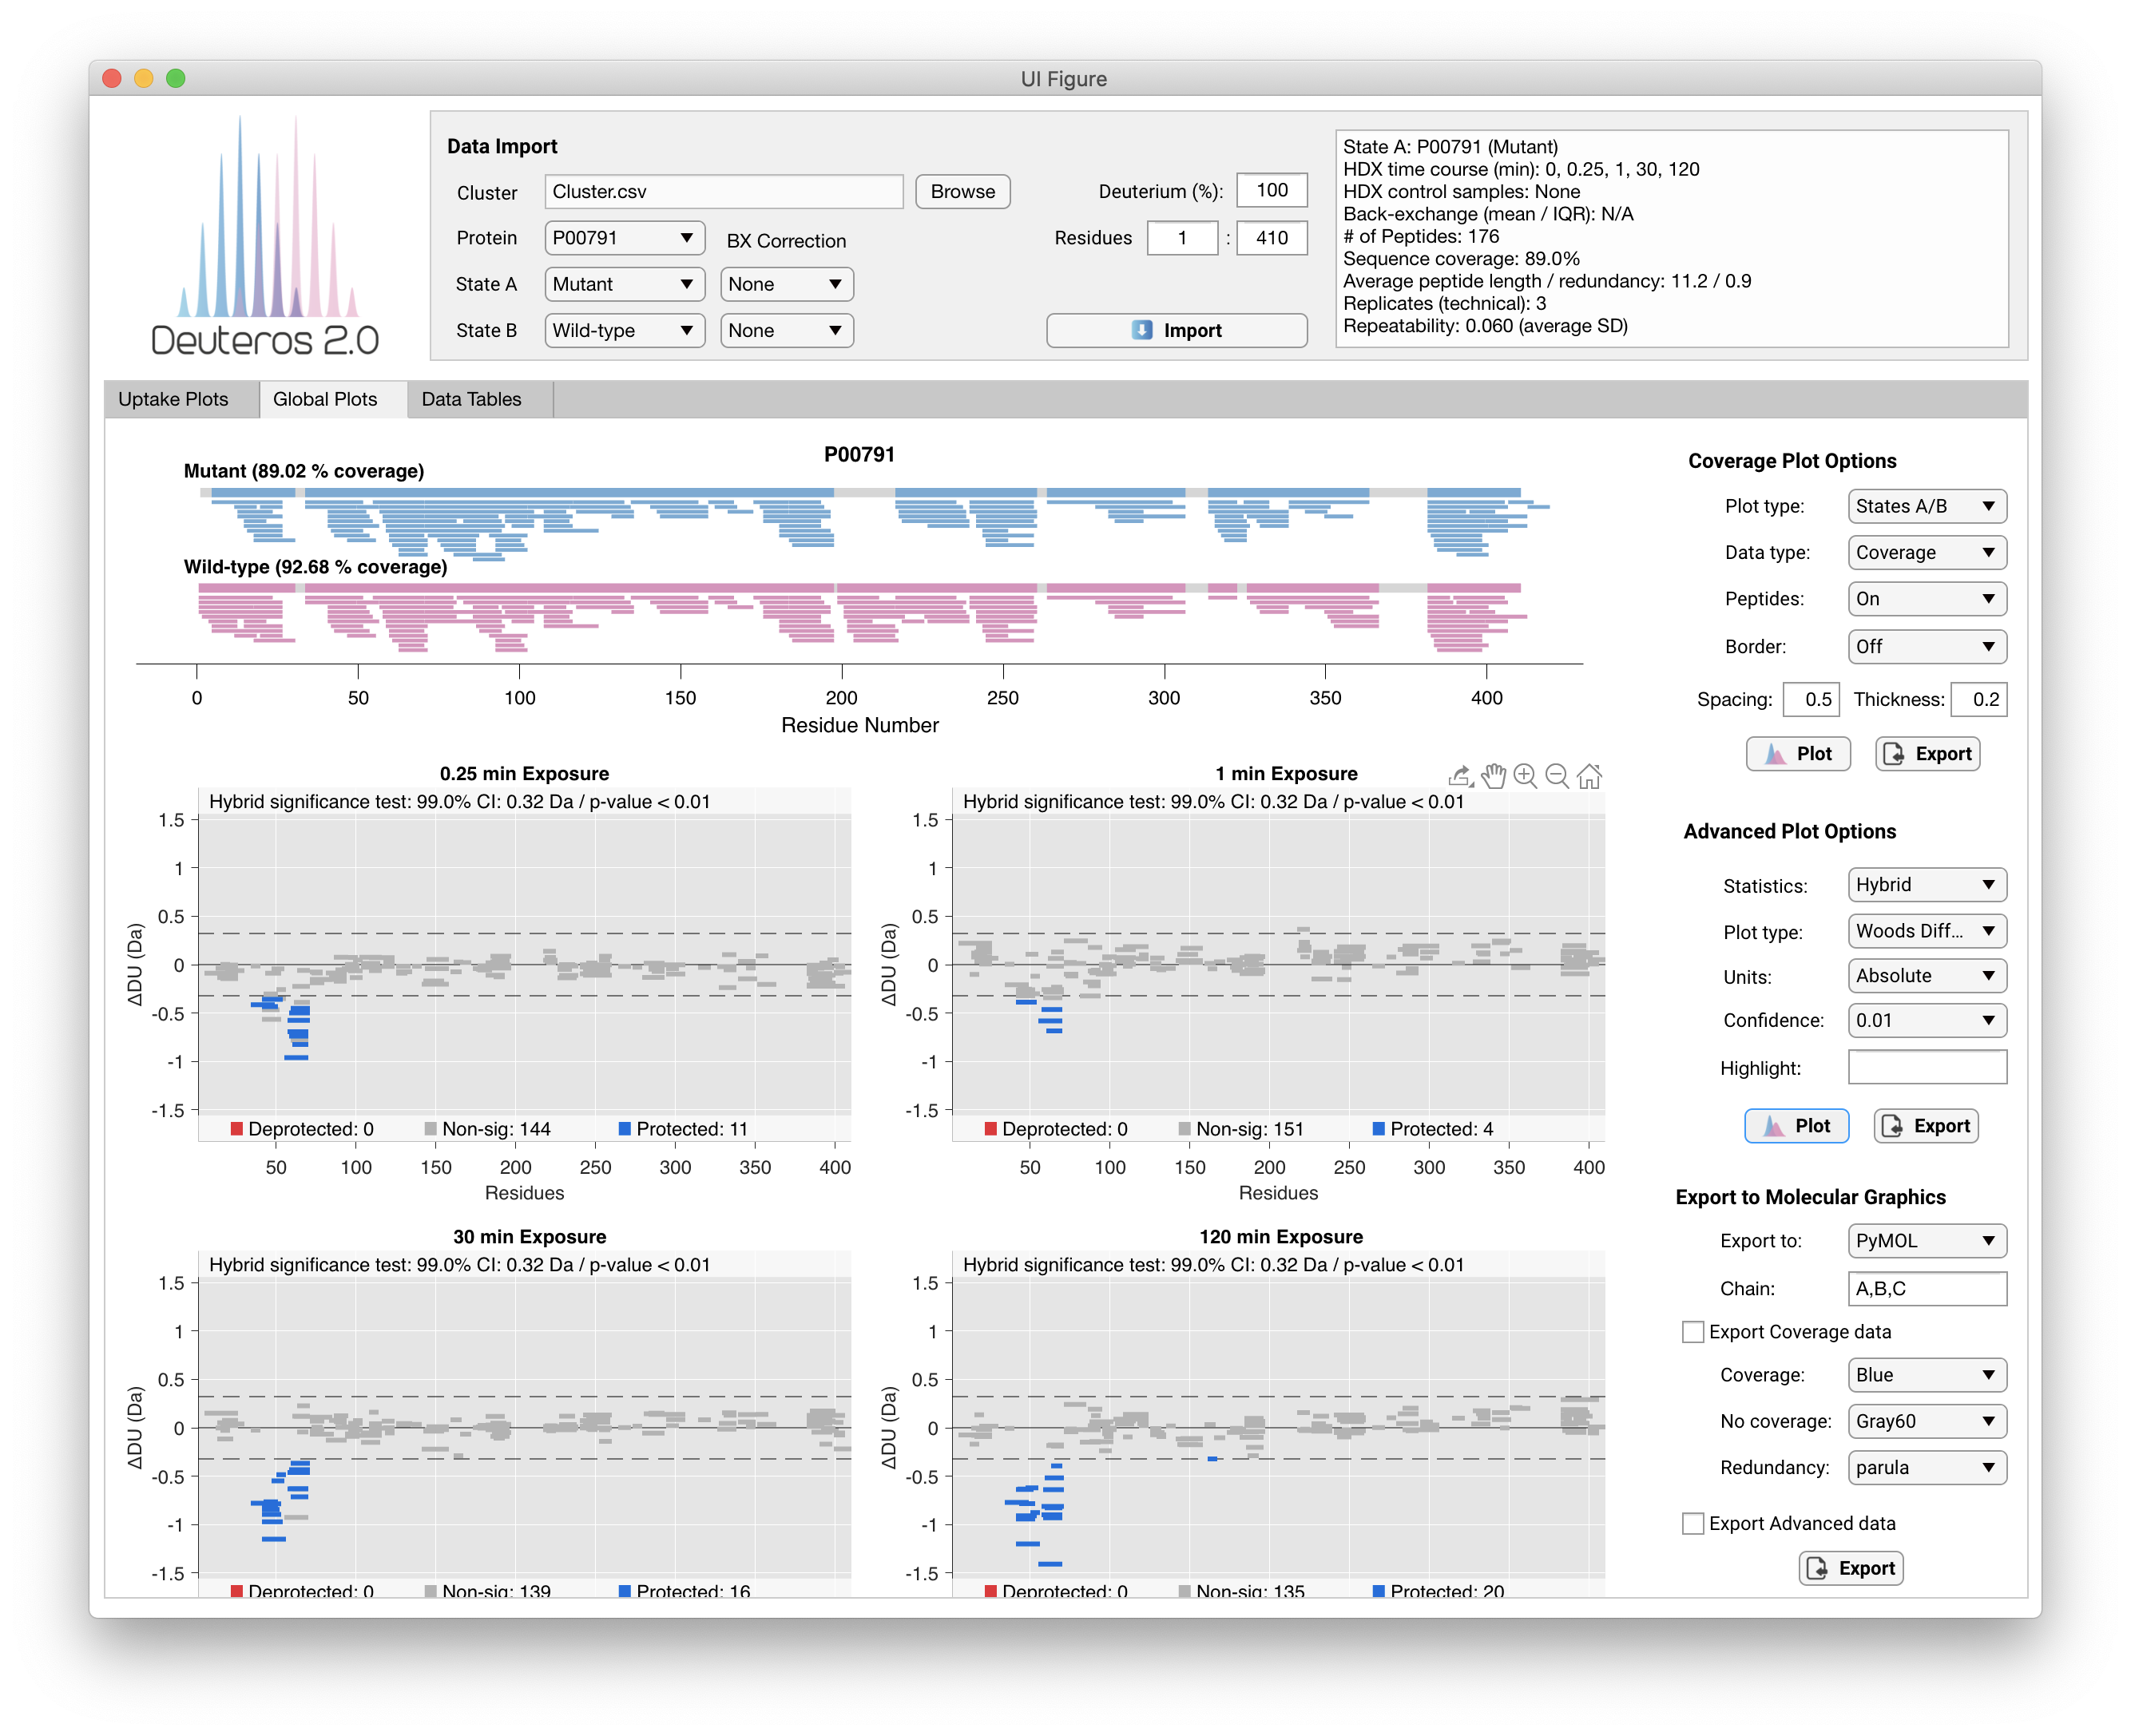 UI Figure
Deuteros 2.0
Data Import
Cluster Cluster.csv Browse
Protein P00791 BX Correction
State A Mutant None
State B Wild-type None
Deuterium (%): 100
Residues 1 : 410
Import
State A: P00791 (Mutant)
HDX time course (min): 0, 0.25, 1, 30, 120
HDX control samples: None
Back-exchange (mean / IQR): N/A
# of Peptides: 176
Sequence coverage: 89.0%
Average peptide length / redundancy: 11.2 / 0.9
Replicates (technical): 3
Repeatability: 0.060 (average SD)
Uptake Plots Global Plots Data Tables
P00791
Mutant (89.02 % coverage)
Wild-type (92.68 % coverage)
0 50 100 150 200 250 300 350 400
Residue Number
0.25 min Exposure
Hybrid significance test: 99.0% CI: 0.32 Da / p-value < 0.01
1.5
1
0.5
0
-0.5
-1
-1.5
ΔDU (Da)
Deprotected: 0 Non-sig: 144 Protected: 11
50 100 150 200 250 300 350 400
Residues
1 min Exposure
Hybrid significance test: 99.0% CI: 0.32 Da / p-value < 0.01
1.5
1
0.5
0
-0.5
-1
-1.5
ΔDU (Da)
Deprotected: 0 Non-sig: 151 Protected: 4
50 100 150 200 250 300 350 400
Residues
30 min Exposure
Hybrid significance test: 99.0% CI: 0.32 Da / p-value < 0.01
1.5
1
0.5
0
-0.5
-1
-1.5
ΔDU (Da)
Deprotected: 0 Non-sig: 139 Protected: 16
120 min Exposure
Hybrid significance test: 99.0% CI: 0.32 Da / p-value < 0.01
1.5
1
0.5
0
-0.5
-1
-1.5
ΔDU (Da)
Deprotected: 0 Non-sig: 135 Protected: 20
Coverage Plot Options
Plot type: States A/B
Data type: Coverage
Peptides: On
Border: Off
Spacing: 0.5 Thickness: 0.2
Plot Export
Advanced Plot Options
Statistics: Hybrid
Plot type: Woods Diff...
Units: Absolute
Confidence: 0.01
Highlight:
Plot Export
Export to Molecular Graphics
Export to: PyMOL
Chain: A,B,C
Export Coverage data
Coverage: Blue
No coverage: Gray60
Redundancy: parula
Export Advanced data
Export